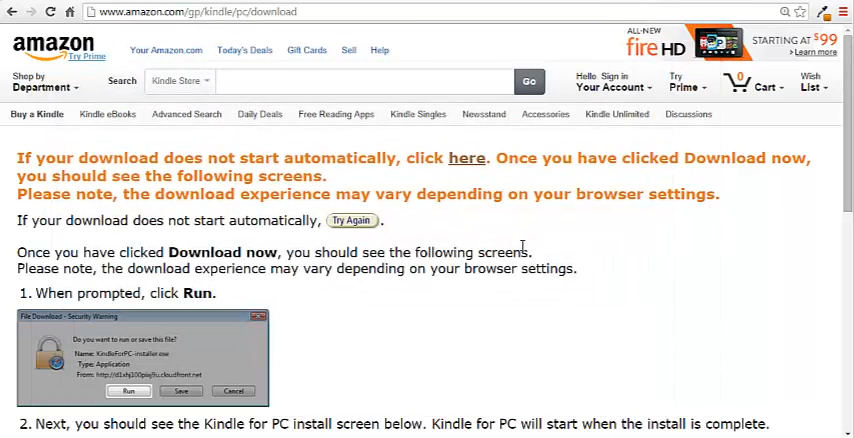 www.amazon.com/gp/kindle/pc/download
amazon
Try Prime
Your Amazon.com Today's Deals Gift Cards Sell Help
ALL-NEW
fire HD
STARTING AT $99
› Learn more
Shop by
Department
Search
Kindle Store
Go
Hello. Sign in
Your Account
Try
Prime
0
Cart
Wish
List
Buy a Kindle Kindle eBooks Advanced Search Daily Deals Free Reading Apps Kindle Singles Newsstand Accessories Kindle Unlimited Discussions
If your download does not start automatically, click here. Once you have clicked Download now,
you should see the following screens.
Please note, the download experience may vary depending on your browser settings.
If your download does not start automatically, Try Again.
Once you have clicked Download now, you should see the following screens.
Please note, the download experience may vary depending on your browser settings.
1. When prompted, click Run.
File Download - Security Warning
Do you want to run or save this file?
Name: KindleForPC-installer.exe
Type: Application
Run Save Cancel
2. Next, you should see the Kindle for PC install screen below. Kindle for PC will start when the install is complete.